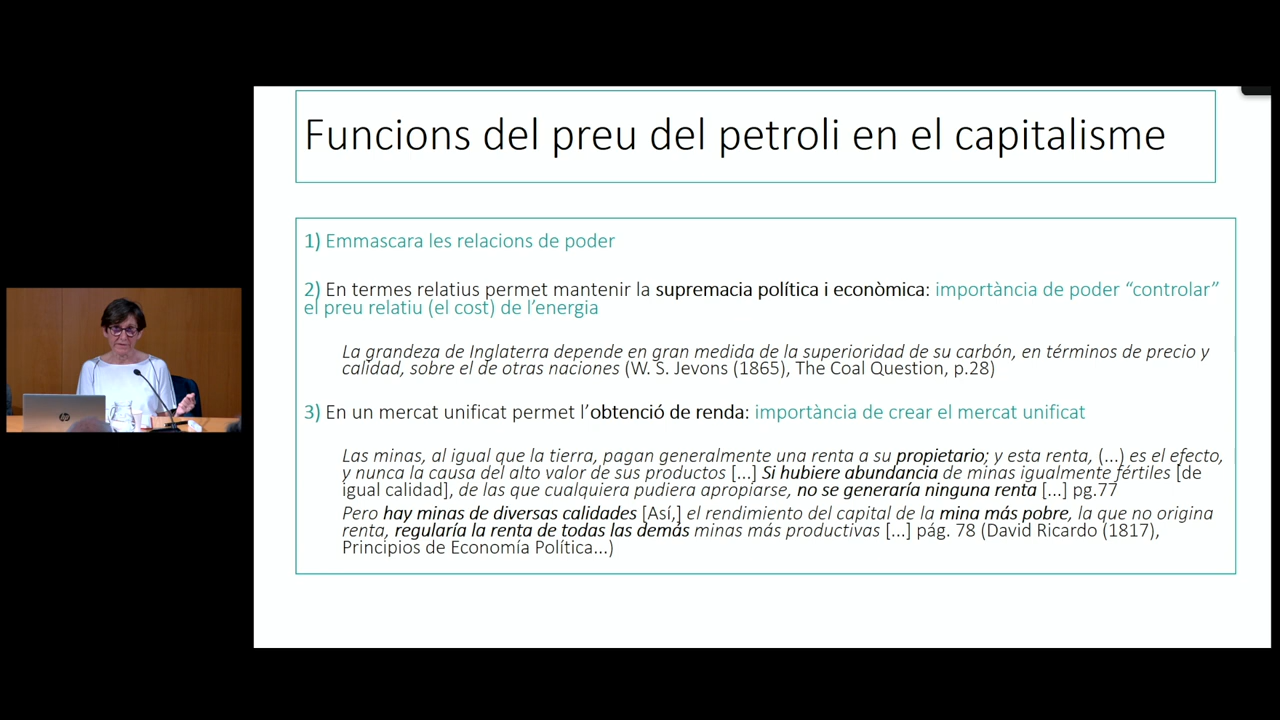 Funcions del preu del petroli en el capitalisme
1) Emmascara les relacions de poder
2) En termes relatius permet mantenir la supremacia política i econòmica: importància de poder “controlar”
el preu relatiu (el cost) de l’energia
La grandeza de Inglaterra depende en gran medida de la superioridad de su carbón, en términos de precio y
calidad, sobre el de otras naciones (W. S. Jevons (1865), The Coal Question, p.28)
3) En un mercat unificat permet l’obtenció de renda: importància de crear el mercat unificat
Las minas, al igual que la tierra, pagan generalmente una renta a su propietario; y esta renta, (...) es el efecto,
y nunca la causa del alto valor de sus productos [...] Si hubiere abundancia de minas igualmente fértiles [de
igual calidad], de las que cualquiera pudiera apropiarse, no se generaría ninguna renta [...] pg.77
Pero hay minas de diversas calidades [Así,] el rendimiento del capital de la mina más pobre, la que no origina
renta, regularía la renta de todas las demás minas más productivas [...] pág. 78 (David Ricardo (1817),
Principios de Economía Política...)
hp